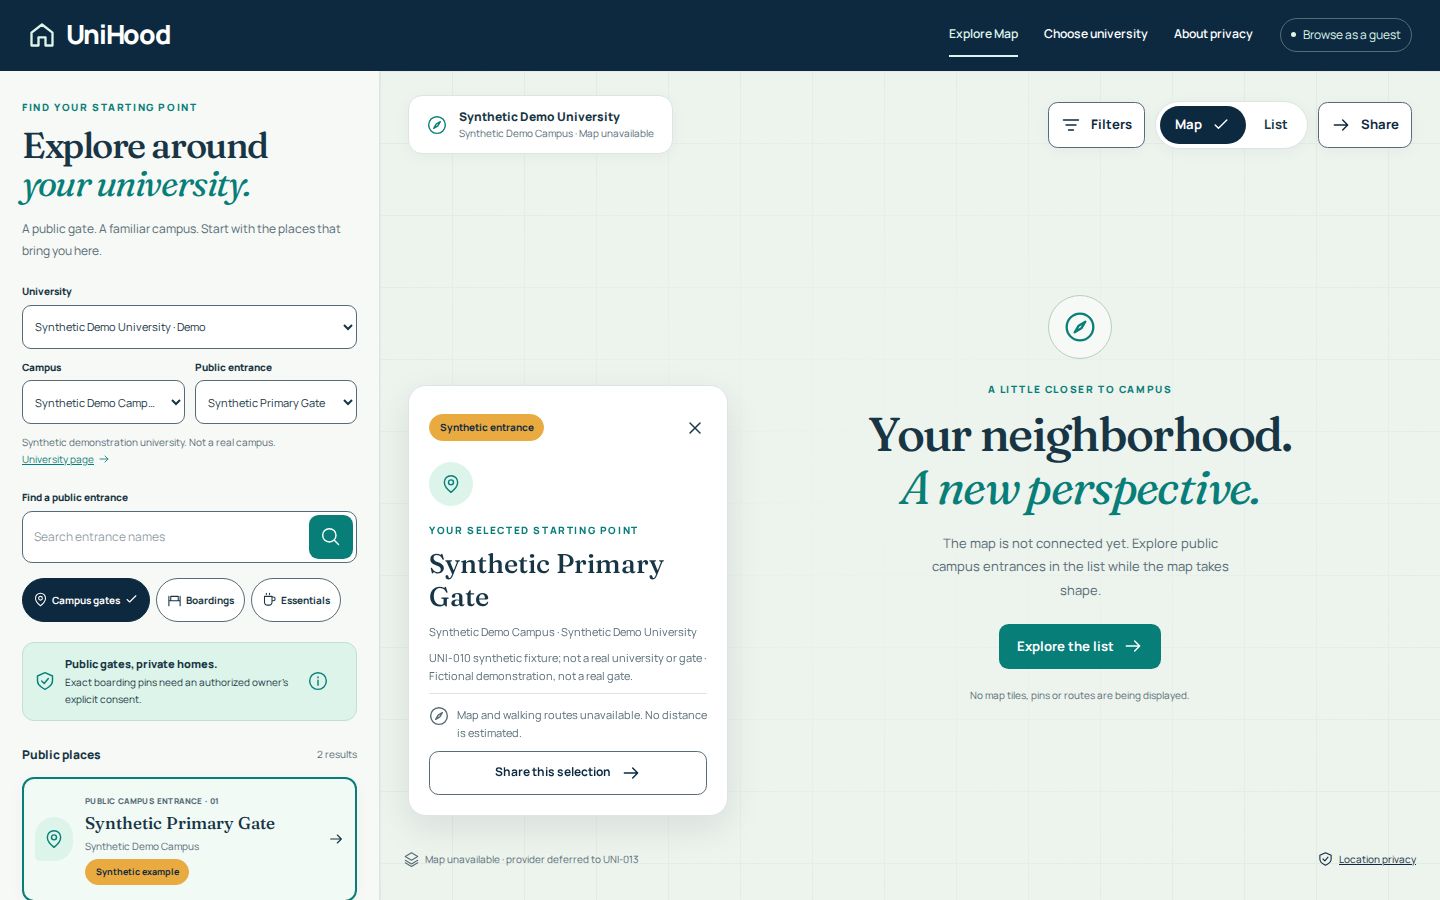 UniHood
Explore Map
Choose university
About privacy
Browse as a guest
FIND YOUR STARTING POINT
Explore around
your university.
A public gate. A familiar campus. Start with the places that
bring you here.
University
Synthetic Demo University · Demo
Campus
Public entrance
Synthetic Demo Camp...
Synthetic Primary Gate
Synthetic demonstration university. Not a real campus.
University page
Find a public entrance
Search entrance names
Campus gates
Boardings
Essentials
Public gates, private homes.
Exact boarding pins need an authorized owner's
explicit consent.
Public places
2 results
PUBLIC CAMPUS ENTRANCE · 01
Synthetic Primary Gate
Synthetic Demo Campus
Synthetic example
Synthetic Demo University
Synthetic Demo Campus · Map unavailable
Filters
Map
List
Share
Synthetic entrance
YOUR SELECTED STARTING POINT
Synthetic Primary
Gate
Synthetic Demo Campus · Synthetic Demo University
UNI-010 synthetic fixture; not a real university or gate ·
Fictional demonstration, not a real gate.
Map and walking routes unavailable. No distance
is estimated.
Share this selection
A LITTLE CLOSER TO CAMPUS
Your neighborhood.
A new perspective.
The map is not connected yet. Explore public
campus entrances in the list while the map takes
shape.
Explore the list
No map tiles, pins or routes are being displayed.
Map unavailable · provider deferred to UNI-013
Location privacy